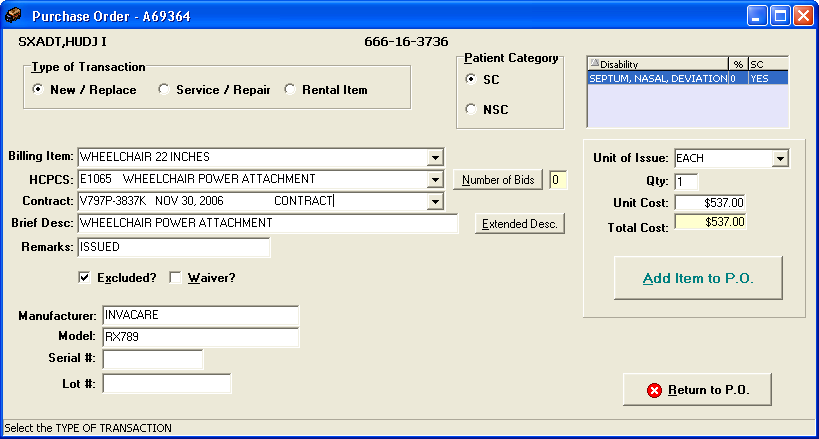 Purchase Order - A69364
SXADT,HUDJ I 666-16-3736
Type of Transaction
New / Replace Service / Repair Rental Item
Patient Category
SC
NSC
Disability % SC
SEPTUM, NASAL, DEVIATION 0 YES
Billing Item: WHEELCHAIR 22 INCHES
HCPCS: E1065 WHEELCHAIR POWER ATTACHMENT
Number of Bids 0
Contract: V797P-3837K NOV 30, 2006 CONTRACT
Brief Desc: WHEELCHAIR POWER ATTACHMENT
Extended Desc.
Remarks: ISSUED
Excluded? Waiver?
Unit of Issue: EACH
Qty: 1
Unit Cost: $537.00
Total Cost: $537.00
Add Item to P.O.
Manufacturer: INVACARE
Model: RX789
Serial #:
Lot #:
Return to P.O.
Select the TYPE OF TRANSACTION